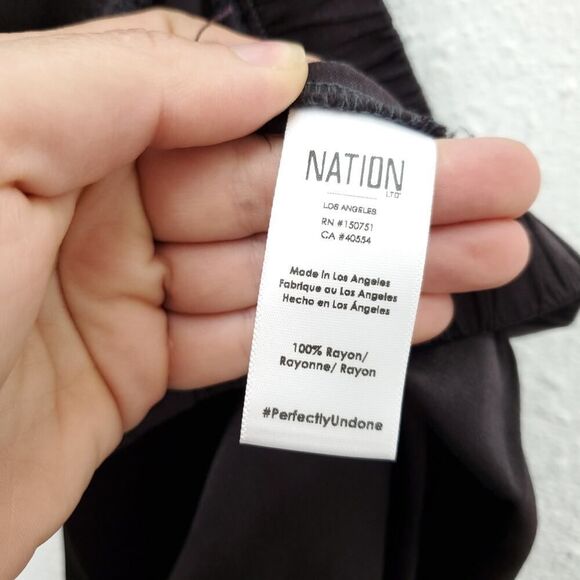 NATION
LTD
LOS ANGELES
RN #150751
CA #40554
Made in Los Angeles
Fabrique au Los Angeles
Hecho en Los Ángeles
100% Rayon/
Rayonne/ Rayon
#PerfectlyUndone